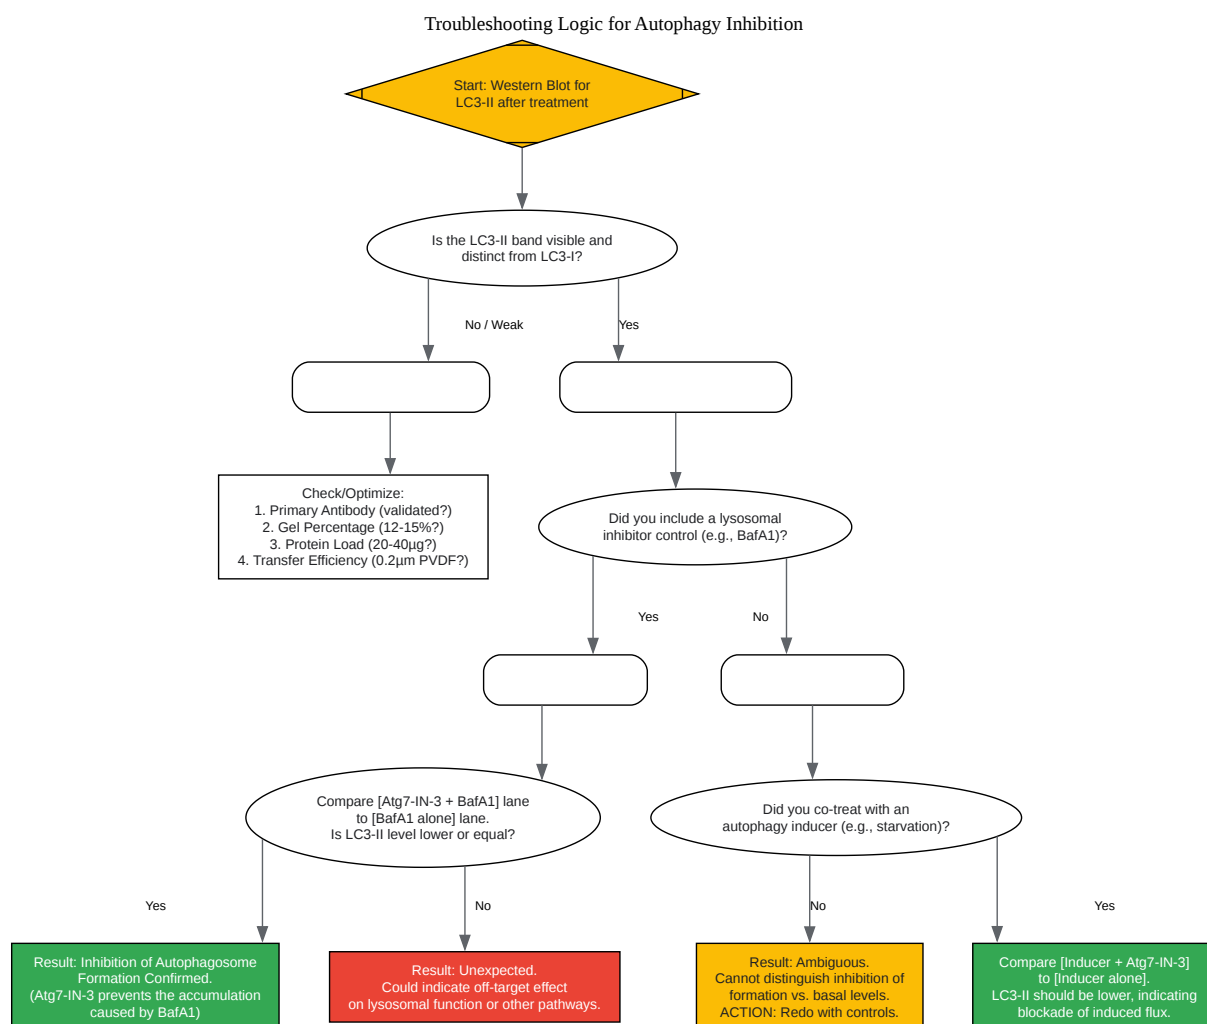 Troubleshooting Logic for Autophagy Inhibition
Start: Western Blot for
LC3-II after treatment
Is the LC3-II band visible and
distinct from LC3-I?
No / Weak
Yes
Check/Optimize:
1. Primary Antibody (validated?)
2. Gel Percentage (12-15%?)
3. Protein Load (20-40µg?)
4. Transfer Efficiency (0.2µm PVDF?)
Did you include a lysosomal
inhibitor control (e.g., BafA1)?
Yes
No
Compare [Atg7-IN-3 + BafA1] lane
to [BafA1 alone] lane.
Is LC3-II level lower or equal?
Did you co-treat with an
autophagy inducer (e.g., starvation)?
Yes
No
No
Yes
Result: Inhibition of Autophagosome
Formation Confirmed.
(Atg7-IN-3 prevents the accumulation
caused by BafA1)
Result: Unexpected.
Could indicate off-target effect
on lysosomal function or other pathways.
Result: Ambiguous.
Cannot distinguish inhibition of
formation vs. basal levels.
ACTION: Redo with controls.
Compare [Inducer + Atg7-IN-3]
to [Inducer alone].
LC3-II should be lower, indicating
blockade of induced flux.